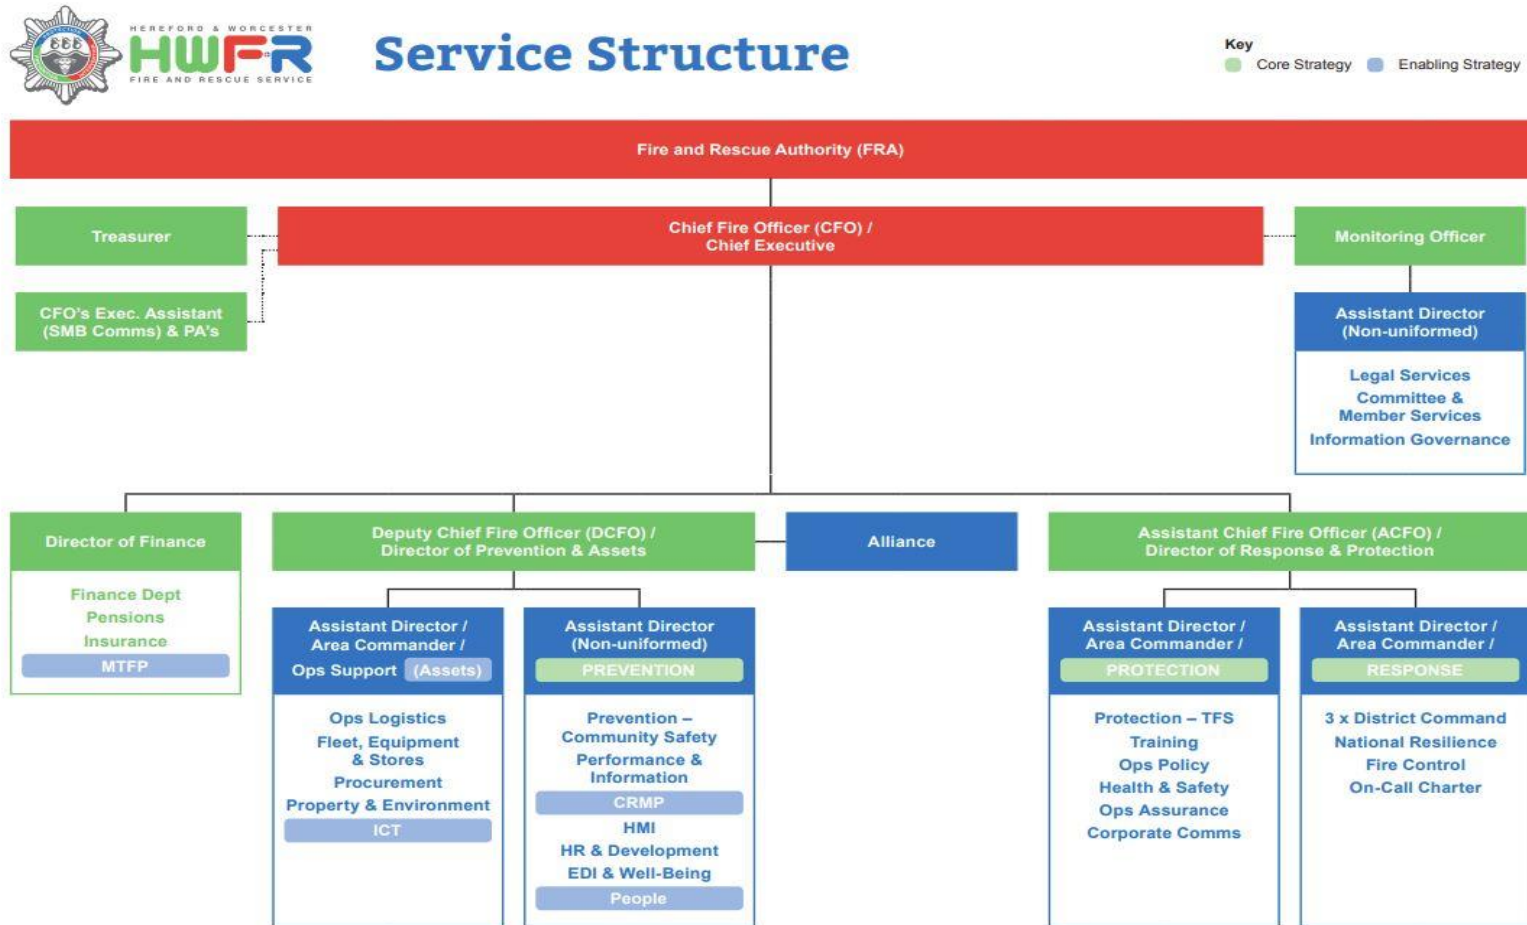 HEREFORD & WORCESTER
HWFR
FIRE AND RESCUE SERVICE
Service Structure
Key
Core Strategy
Enabling Strategy
Fire and Rescue Authority (FRA)
Treasurer
Chief Fire Officer (CFO) /
Chief Executive
Monitoring Officer
CFO's Exec. Assistant
(SMB Comms) & PA's
Assistant Director
(Non-uniformed)
Legal Services
Committee &
Member Services
Information Governance
Director of Finance
Finance Dept
Pensions
Insurance
MTFP
Deputy Chief Fire Officer (DCFO) /
Director of Prevention & Assets
Alliance
Assistant Chief Fire Officer (ACFO) /
Director of Response & Protection
Assistant Director /
Area Commander /
Ops Support (Assets)
Ops Logistics
Fleet, Equipment
& Stores
Procurement
Property & Environment
ICT
Assistant Director
(Non-uniformed)
PREVENTION
Prevention –
Community Safety
Performance &
Information
CRMP
HMI
HR & Development
EDI & Well-Being
People
Assistant Director /
Area Commander /
PROTECTION
Protection – TFS
Training
Ops Policy
Health & Safety
Ops Assurance
Corporate Comms
Assistant Director /
Area Commander /
RESPONSE
3 x District Command
National Resilience
Fire Control
On-Call Charter